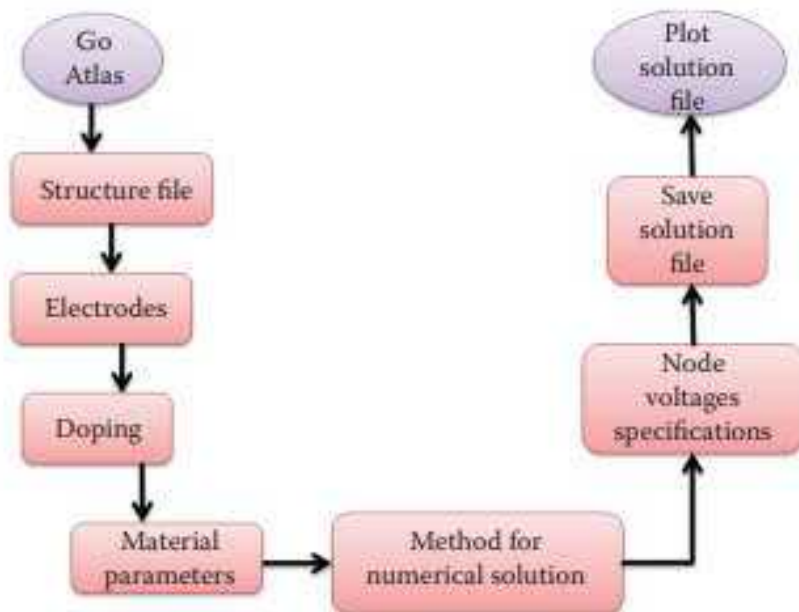 Go
Atlas
Structure file
Electrodes
Doping
Material
parameters
Method for
numerical solution
Node
voltages
specifications
Save
solution
file
Plot
solution
file